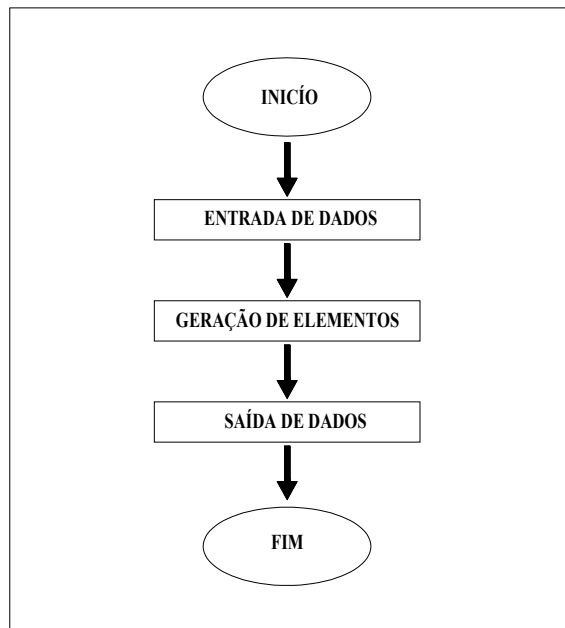 INICÍO
ENTRADA DE DADOS
GERAÇÃO DE ELEMENTOS
SAÍDA DE DADOS
FIM